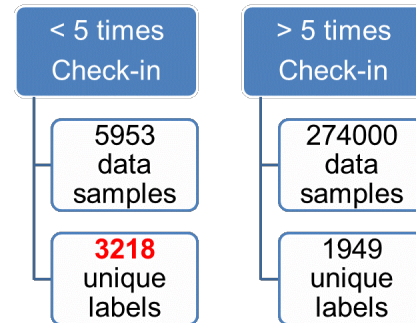 < 5 times
Check-in
5953
data
samples
3218
unique
labels
> 5 times
Check-in
274000
data
samples
1949
unique
labels